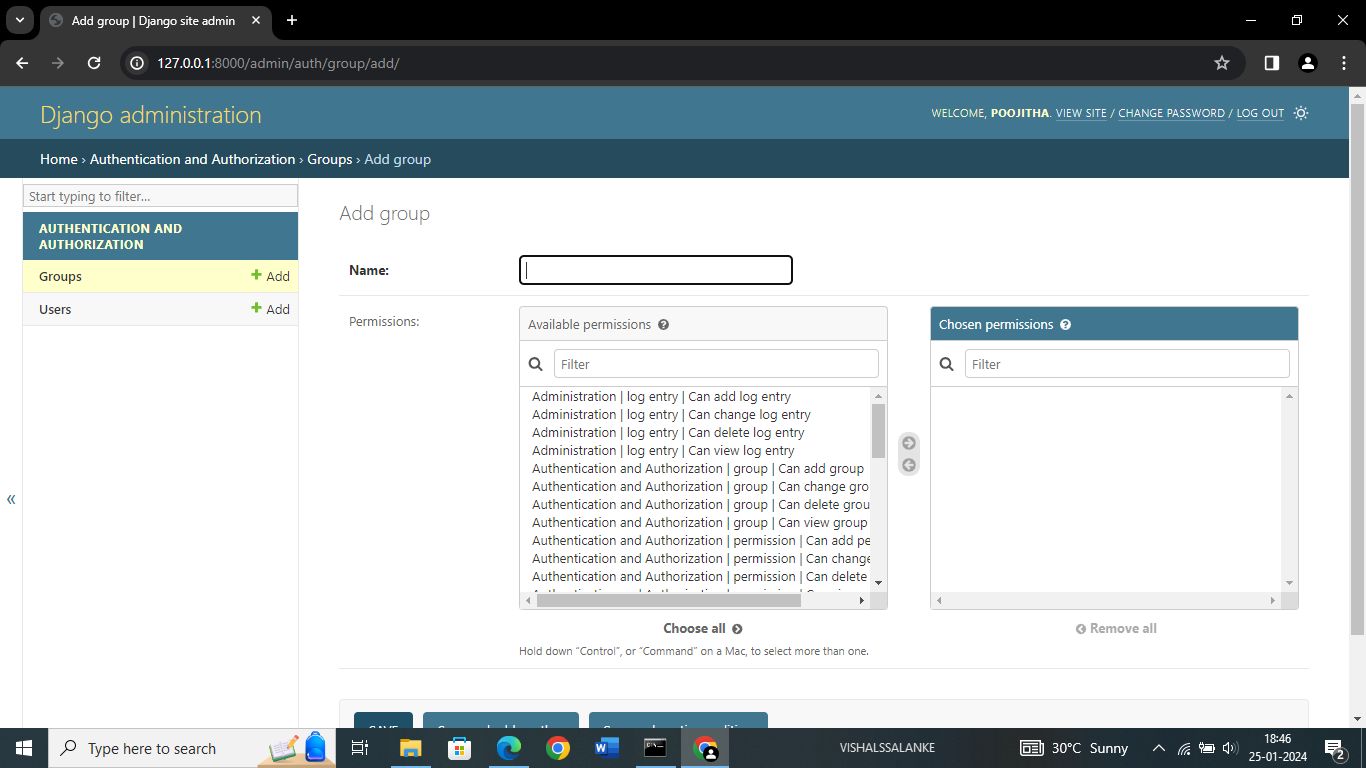 Add group | Django site admin
127.0.0.1:8000/admin/auth/group/add/
Django administration
WELCOME, POOJITHA. VIEW SITE / CHANGE PASSWORD / LOG OUT
Home › Authentication and Authorization › Groups › Add group
Start typing to filter...
AUTHENTICATION AND
AUTHORIZATION
Groups + Add
Users + Add
«
Add group
Name:
Permissions:
Available permissions
Filter
Administration | log entry | Can add log entry
Administration | log entry | Can change log entry
Administration | log entry | Can delete log entry
Administration | log entry | Can view log entry
Authentication and Authorization | group | Can add group
Authentication and Authorization | group | Can change gro
Authentication and Authorization | group | Can delete grou
Authentication and Authorization | group | Can view group
Authentication and Authorization | permission | Can add pe
Authentication and Authorization | permission | Can change
Authentication and Authorization | permission | Can delete
Choose all
Hold down “Control”, or “Command” on a Mac, to select more than one.
Chosen permissions
Filter
Remove all
Type here to search
VISHALSSALANKE
30°C Sunny
18:46
25-01-2024
2